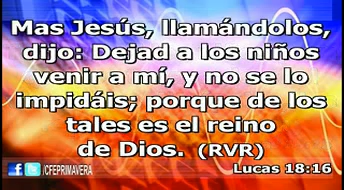 Mas Jesús, llamándolos,
dijo: Dejad a los niños
venir a mí, y no se lo
impidáis; porque de los
tales es el reino
de Dios. (RVR)
Lucas 18:16
/CFEPRIMAVERA